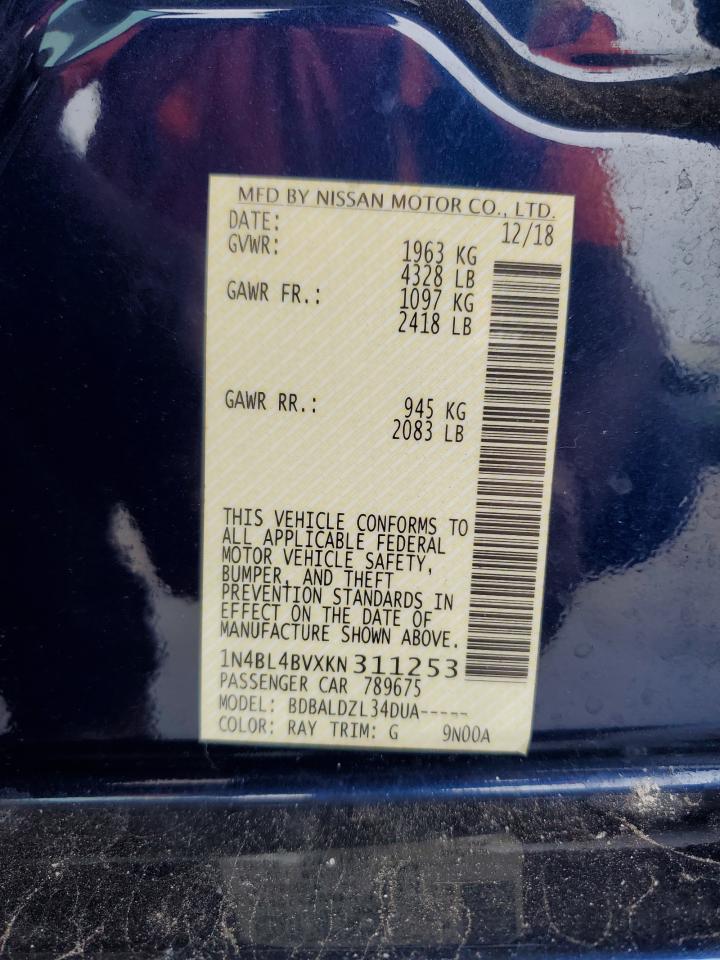 MFD BY NISSAN MOTOR CO., LTD.
DATE: 12/18
GVWR: 1963 KG
4328 LB
GAWR FR.: 1097 KG
2418 LB
GAWR RR.: 945 KG
2083 LB
THIS VEHICLE CONFORMS TO
ALL APPLICABLE FEDERAL
MOTOR VEHICLE SAFETY,
BUMPER, AND THEFT
PREVENTION STANDARDS IN
EFFECT ON THE DATE OF
MANUFACTURE SHOWN ABOVE.
1N4BL4BVXKN 311253
PASSENGER CAR 789675
MODEL: BDBALDZL34DUA-----
COLOR: RAY TRIM: G 9N00A